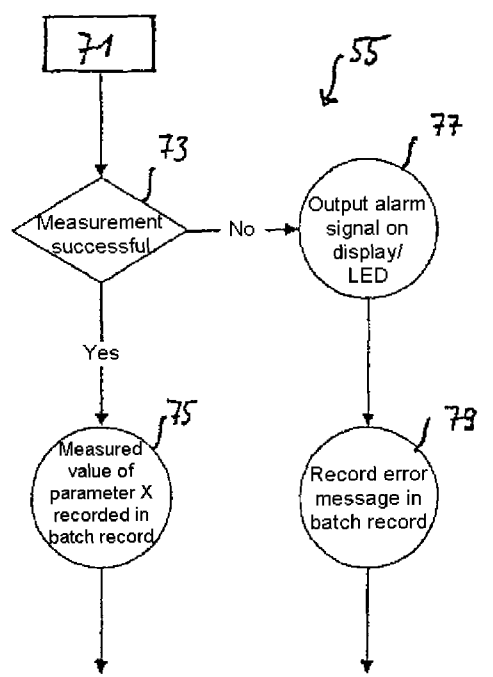 71
55
73
77
Measurement
successful
No
Output alarm
signal on
display/
LED
Yes
75
Measured
value of
parameter X
recorded in
batch record
79
Record error
message in
batch record